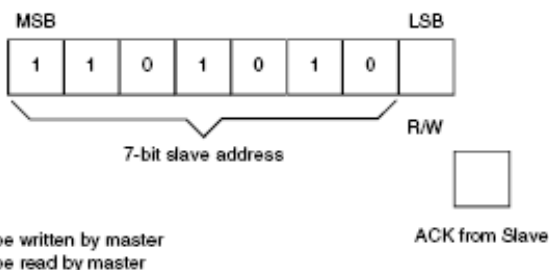 MSB LSB
1 1 0 1 0 1 0
R/W
7-bit slave address
ACK from Slave
be written by master
be read by master